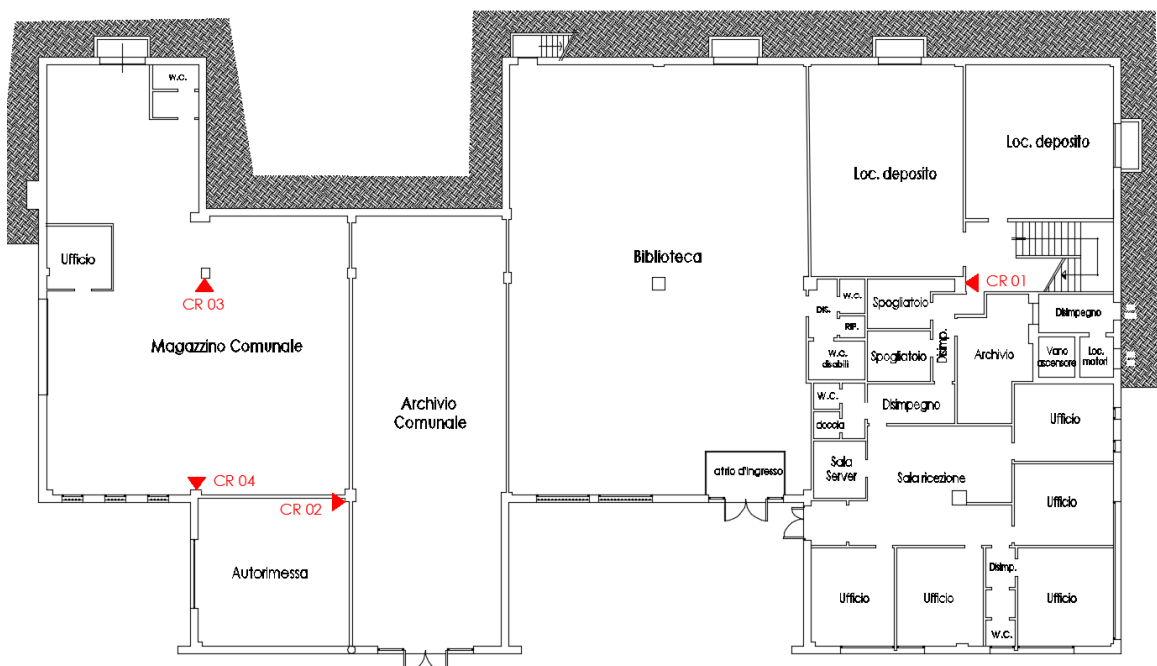 w.c.
Loc. deposito
Loc. deposito
Ufficio
Biblioteca
CR 03
CR 01
Spogliatoio
w.c.
DIS.
RIP.
Disimpegno
Magazzino Comunale
Disimp.
Spogliatoio
Archivio
Vano
ascensore
Loc.
motori
w.c.
disabili
Archivio
Comunale
W.C.
Disimpegno
Ufficio
doccia
Sala
Server
atrio d'ingresso
Sala ricezione
CR 04
CR 02
Ufficio
Autorimessa
Disimp.
Ufficio
Ufficio
Ufficio
W.C.